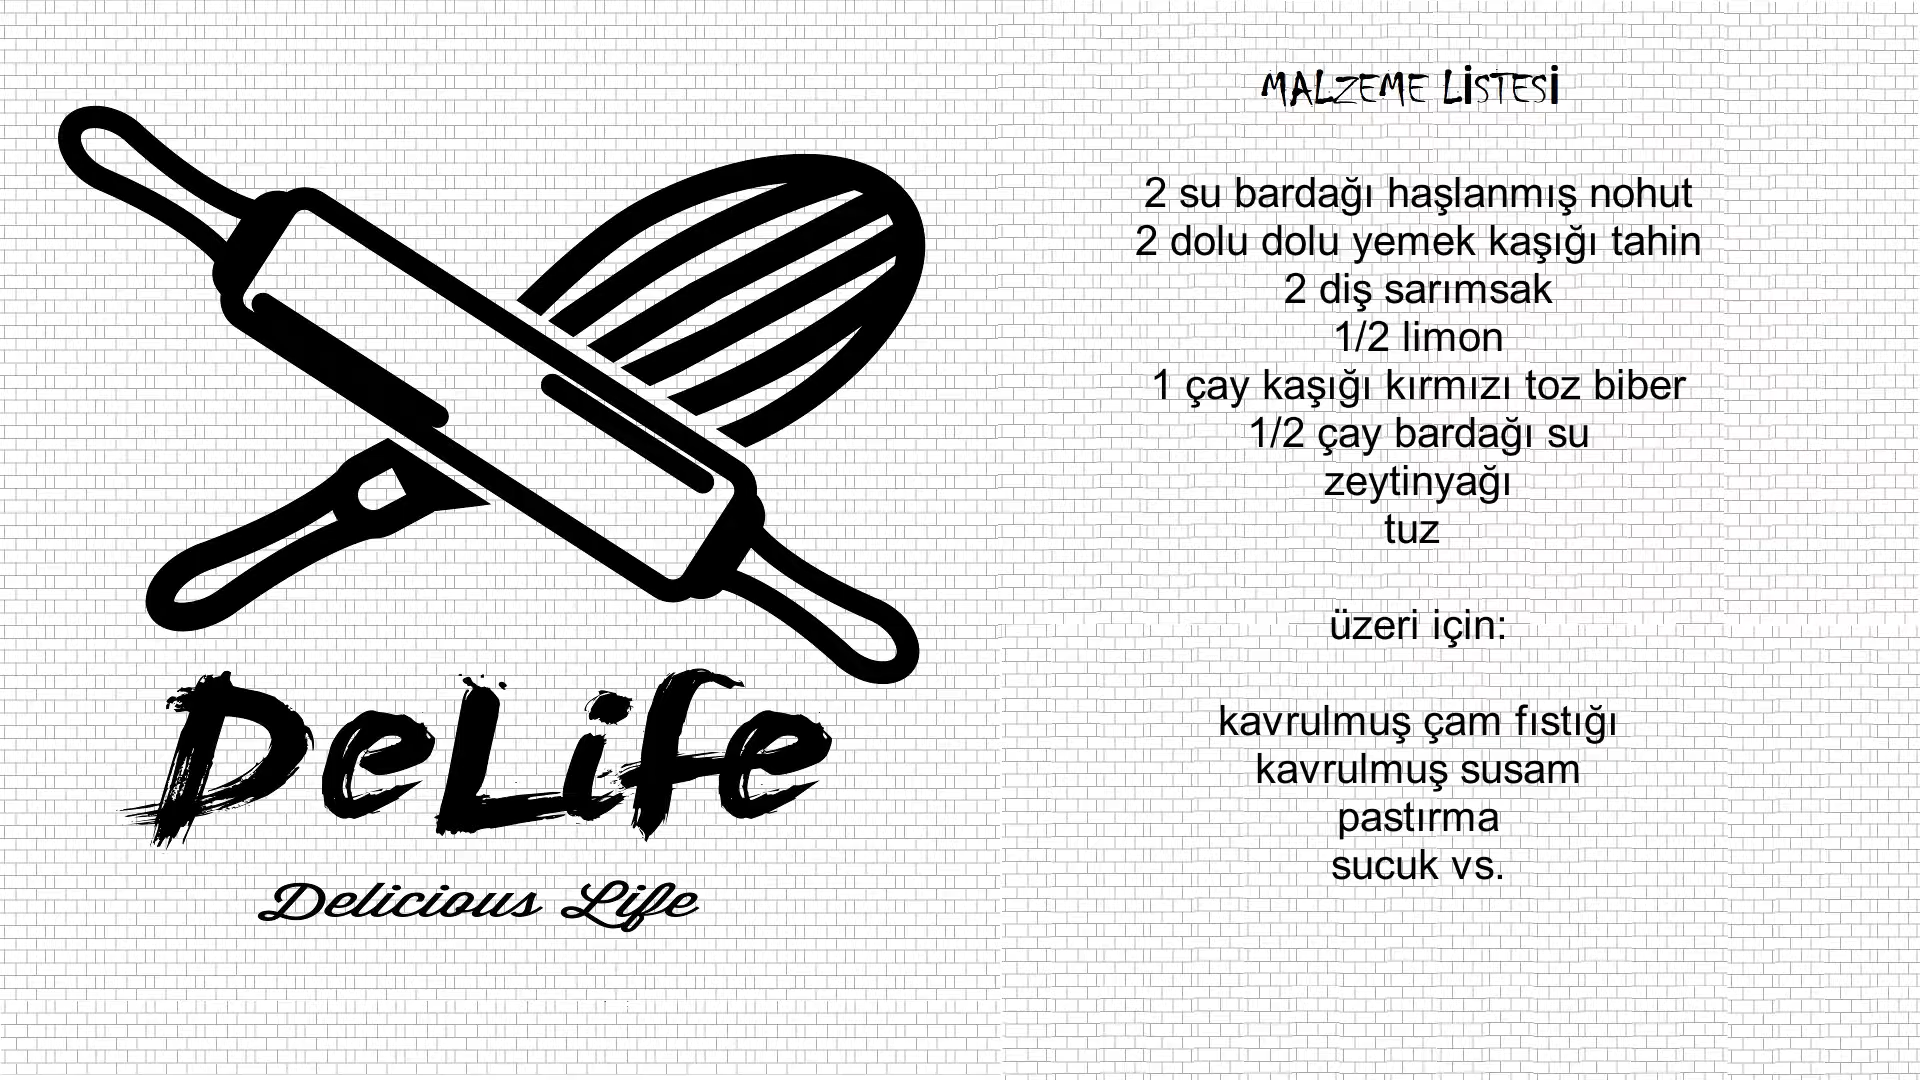 DeLife
Delicious Life
MALZEME LİSTESİ
2 su bardağı haşlanmış nohut
2 dolu dolu yemek kaşığı tahin
2 diş sarımsak
1/2 limon
1 çay kaşığı kırmızı toz biber
1/2 çay bardağı su
zeytinyağı
tuz
üzeri için:
kavrulmuş çam fıstığı
kavrulmuş susam
pastırma
sucuk vs.